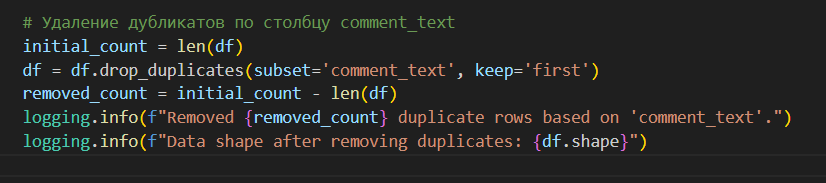 # Удаление дубликатов по столбцу comment_text
initial_count = len(df)
df = df.drop_duplicates(subset='comment_text', keep='first')
removed_count = initial_count - len(df)
logging.info(f"Removed {removed_count} duplicate rows based on 'comment_text'.")
logging.info(f"Data shape after removing duplicates: {df.shape}")